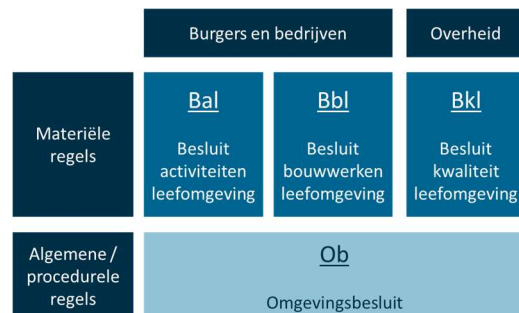 Burgers en bedrijven
Overheid
Materiële
regels
Bal
Besluit
activiteiten
leefomgeving
Bbl
Besluit
bouwwerken
leefomgeving
Bkl
Besluit
kwaliteit
leefomgeving
Algemene /
procedurele
regels
Ob
Omgevingsbesluit